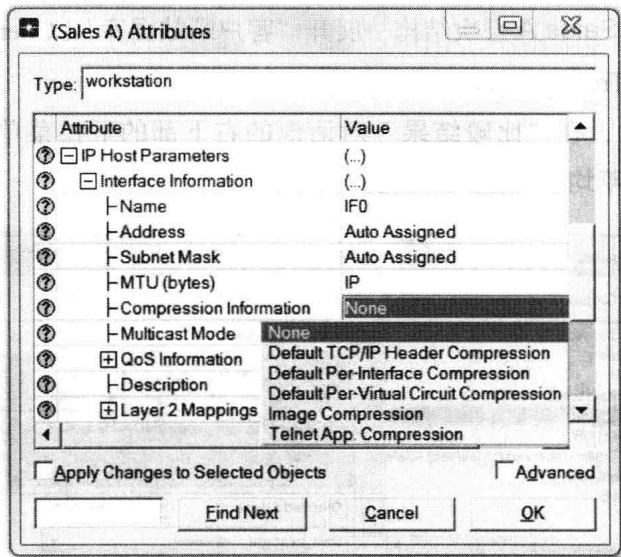 (Sales A) Attributes
Type: workstation
Attribute Value
IP Host Parameters (...)
Interface Information (...)
Name IF0
Address Auto Assigned
Subnet Mask Auto Assigned
MTU (bytes) IP
Compression Information None
Multicast Mode None
QoS Information Default TCP/IP Header Compression
Default Per-Interface Compression
Description Default Per-Virtual Circuit Compression
Layer 2 Mappings Image Compression
Telnet App. Compression
Apply Changes to Selected Objects Advanced
Find Next Cancel OK